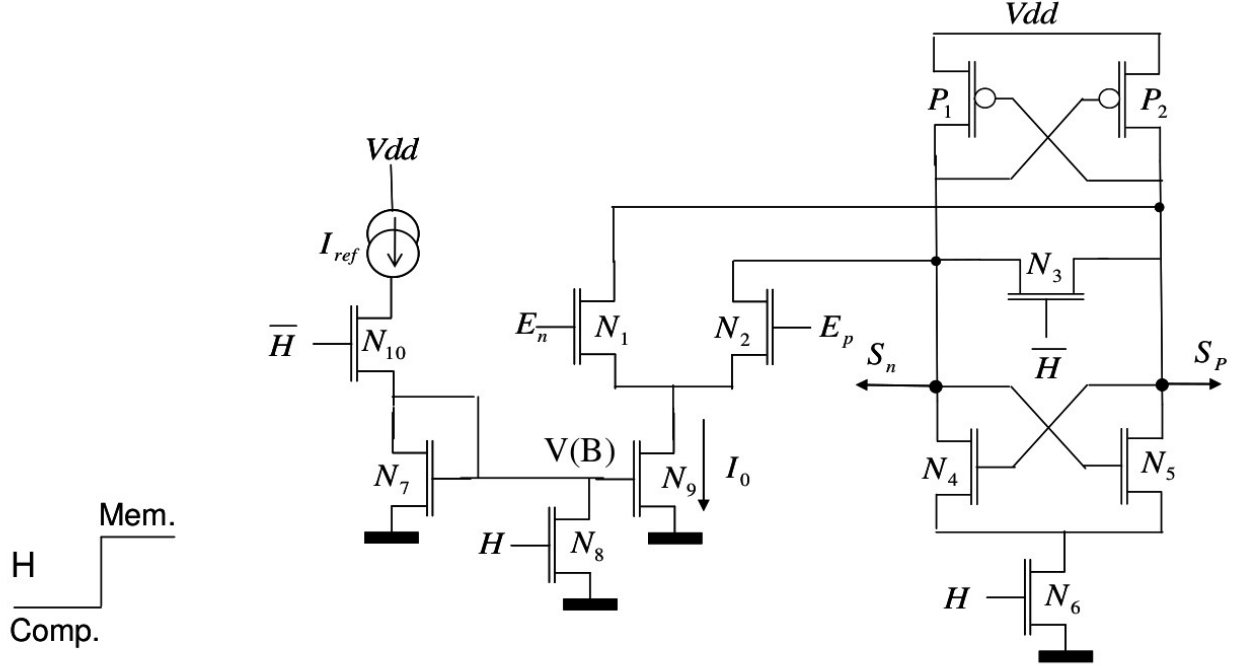 Vdd
P1
P2
Vdd
Iref
N3
H̅
N10
En
N1
N2
Ep
H̅
Sn
SP
V(B)
N7
N9
I0
N4
N5
Mem.
H
N8
H
Comp.
H
N6